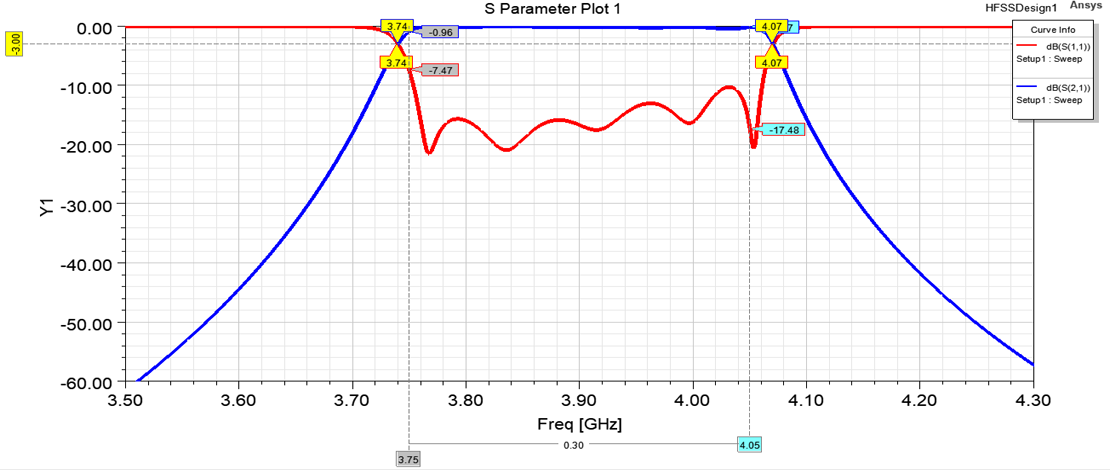 S Parameter Plot 1
HFSSDesign1
Ansys
Curve Info
dB(S(1,1))
Setup1 : Sweep
dB(S(2,1))
Setup1 : Sweep
0.00
-10.00
-20.00
-30.00
-40.00
-50.00
-60.00
Y1
-3.00
3.74
-0.96
4.07
7
3.74
-7.47
4.07
-17.48
3.50
3.60
3.70
3.80
3.90
4.00
4.10
4.20
4.30
Freq [GHz]
0.30
4.05
3.75